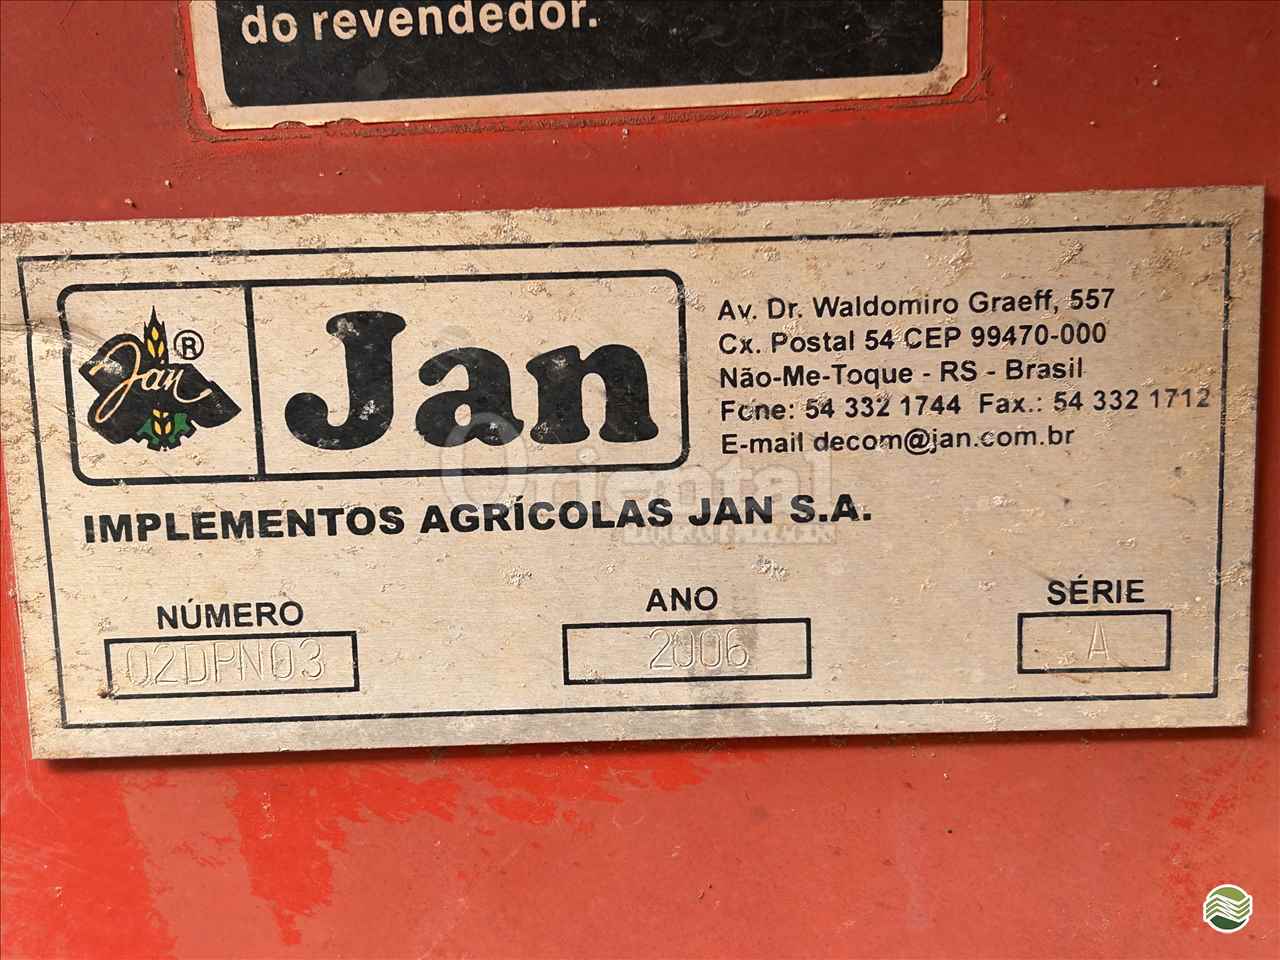 do revendedor.
Jan ®
Jan
Av. Dr. Waldomiro Graeff, 557
Cx. Postal 54 CEP 99470-000
Não-Me-Toque - RS - Brasil
Fone: 54 332 1744 Fax.: 54 332 1712
E-mail decom@jan.com.br
Oriental
IMPLEMENTOS AGRÍCOLAS JAN S.A.
NÚMERO
02DPN03
ANO
2006
SÉRIE
A